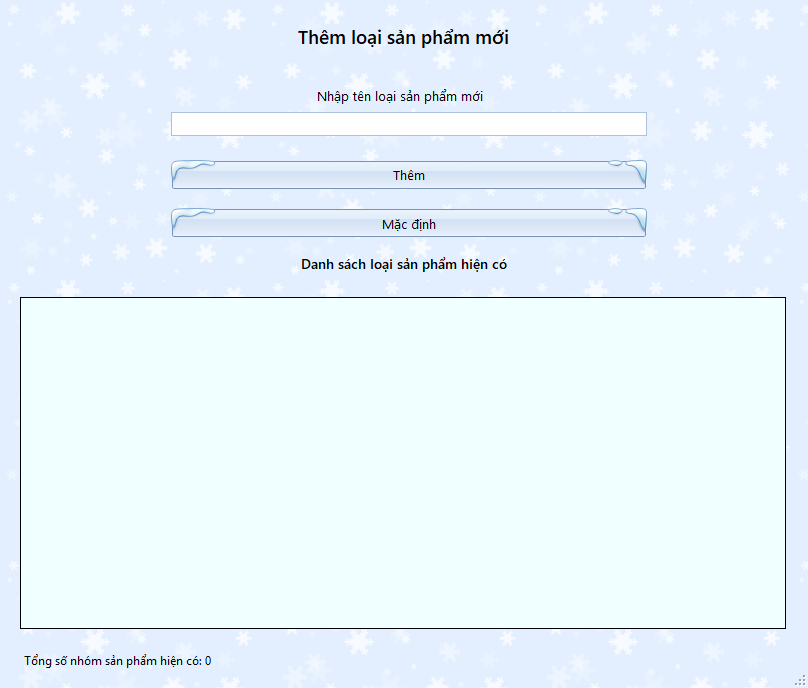 Thêm loại sản phẩm mới
Nhập tên loại sản phẩm mới
Thêm
Mặc định
Danh sách loại sản phẩm hiện có
Tổng số nhóm sản phẩm hiện có: 0